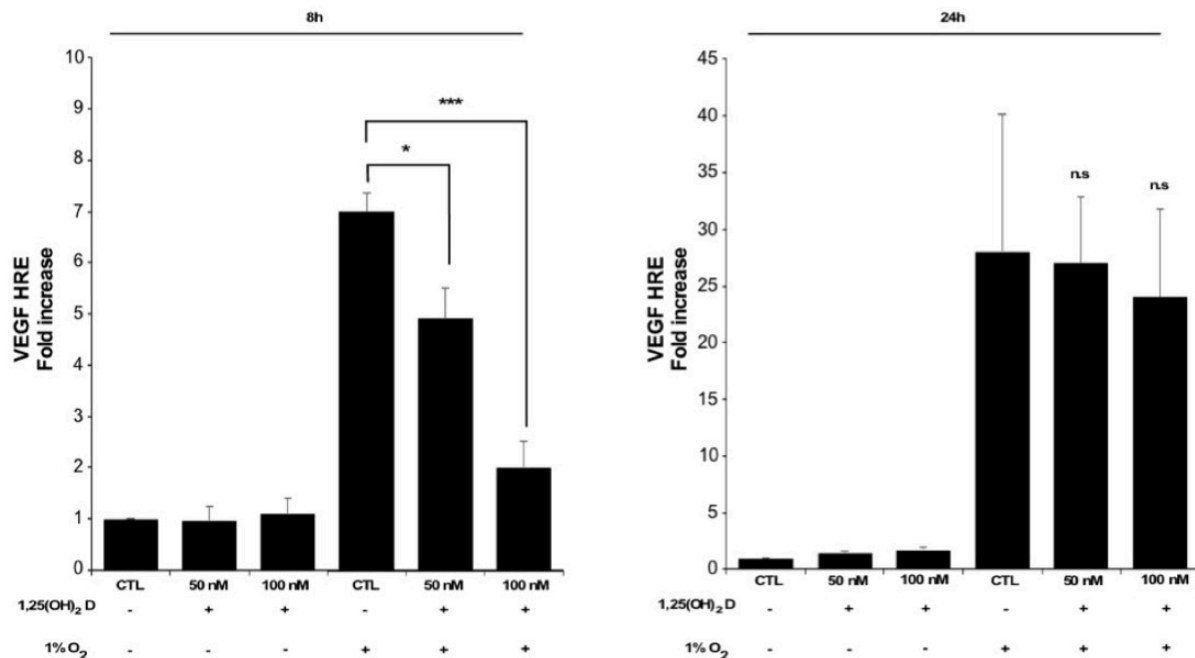 8h
10
9
8
7
6
5
4
3
2
1
0
VEGF HRE
Fold increase
***
*
CTL 50 nM 100 nM CTL 50 nM 100 nM
1,25(OH)₂ D - + + - + +
1% O₂ - - - + + +
24h
45
40
35
30
25
20
15
10
5
0
VEGF HRE
Fold increase
n.s n.s
CTL 50 nM 100 nM CTL 50 nM 100 nM
1,25(OH)₂ D - + + - + +
1% O₂ - - - + + +